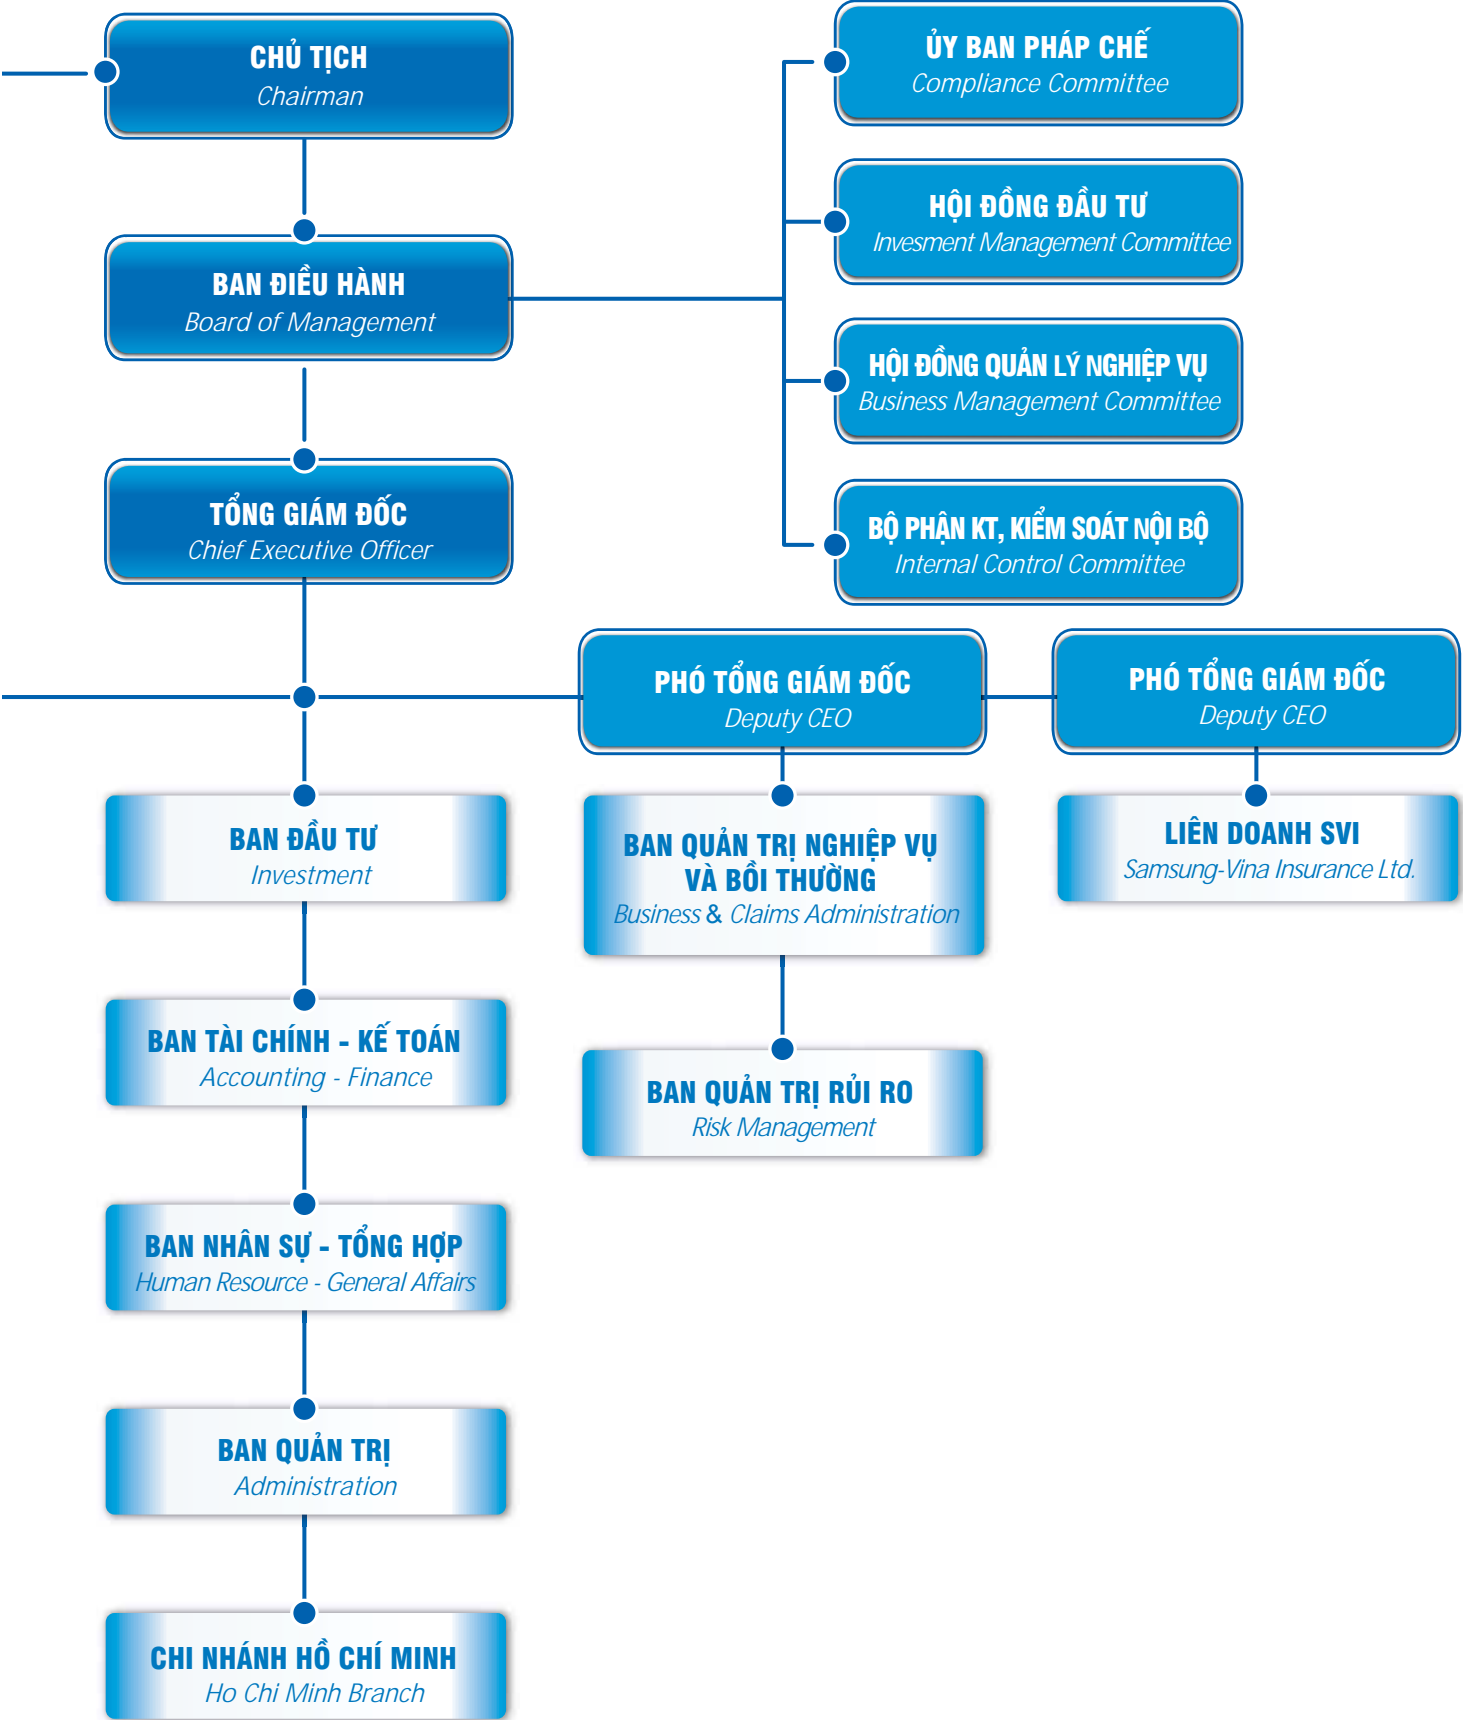 CHỦ TỊCH
Chairman
BAN ĐIỀU HÀNH
Board of Management
TỔNG GIÁM ĐỐC
Chief Executive Officer
ỦY BAN PHÁP CHẾ
Compliance Committee
HỘI ĐỒNG ĐẦU TƯ
Invesment Management Committee
HỘI ĐỒNG QUẢN LÝ NGHIỆP VỤ
Business Management Committee
BỘ PHẬN KT, KIỂM SOÁT NỘI BỘ
Internal Control Committee
PHÓ TỔNG GIÁM ĐỐC
Deputy CEO
PHÓ TỔNG GIÁM ĐỐC
Deputy CEO
BAN ĐẦU TƯ
Investment
BAN TÀI CHÍNH - KẾ TOÁN
Accounting - Finance
BAN NHÂN SỰ - TỔNG HỢP
Human Resource - General Affairs
BAN QUẢN TRỊ
Administration
CHI NHÁNH HỒ CHÍ MINH
Ho Chi Minh Branch
BAN QUẢN TRỊ NGHIỆP VỤ
VÀ BỒI THƯỜNG
Business & Claims Administration
BAN QUẢN TRỊ RỦI RO
Risk Management
LIÊN DOANH SVI
Samsung-Vina Insurance Ltd.